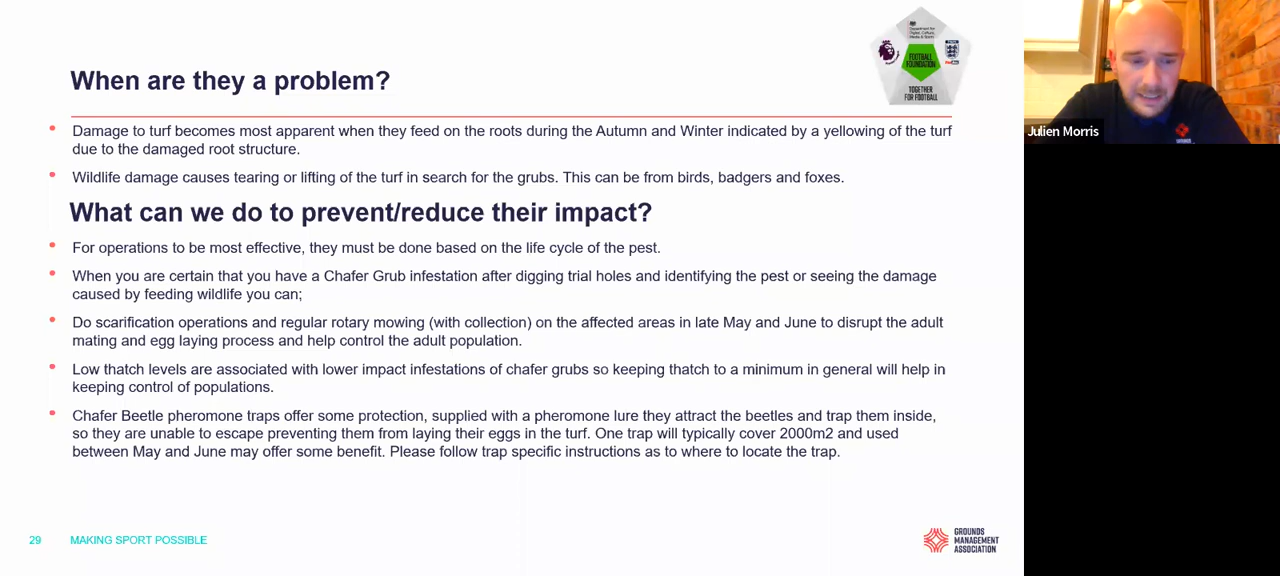 Department for
Digital, Culture,
Media & Sport
FOOTBALL
FOUNDATION
TOGETHER
FOR FOOTBALL
Julien Morris
When are they a problem?
Damage to turf becomes most apparent when they feed on the roots during the Autumn and Winter indicated by a yellowing of the turf
due to the damaged root structure.
Wildlife damage causes tearing or lifting of the turf in search for the grubs. This can be from birds, badgers and foxes.
What can we do to prevent/reduce their impact?
For operations to be most effective, they must be done based on the life cycle of the pest.
When you are certain that you have a Chafer Grub infestation after digging trial holes and identifying the pest or seeing the damage
caused by feeding wildlife you can;
Do scarification operations and regular rotary mowing (with collection) on the affected areas in late May and June to disrupt the adult
mating and egg laying process and help control the adult population.
Low thatch levels are associated with lower impact infestations of chafer grubs so keeping thatch to a minimum in general will help in
keeping control of populations.
Chafer Beetle pheromone traps offer some protection, supplied with a pheromone lure they attract the beetles and trap them inside,
so they are unable to escape preventing them from laying their eggs in the turf. One trap will typically cover 2000m2 and used
between May and June may offer some benefit. Please follow trap specific instructions as to where to locate the trap.
29 MAKING SPORT POSSIBLE
GROUNDS
MANAGEMENT
ASSOCIATION